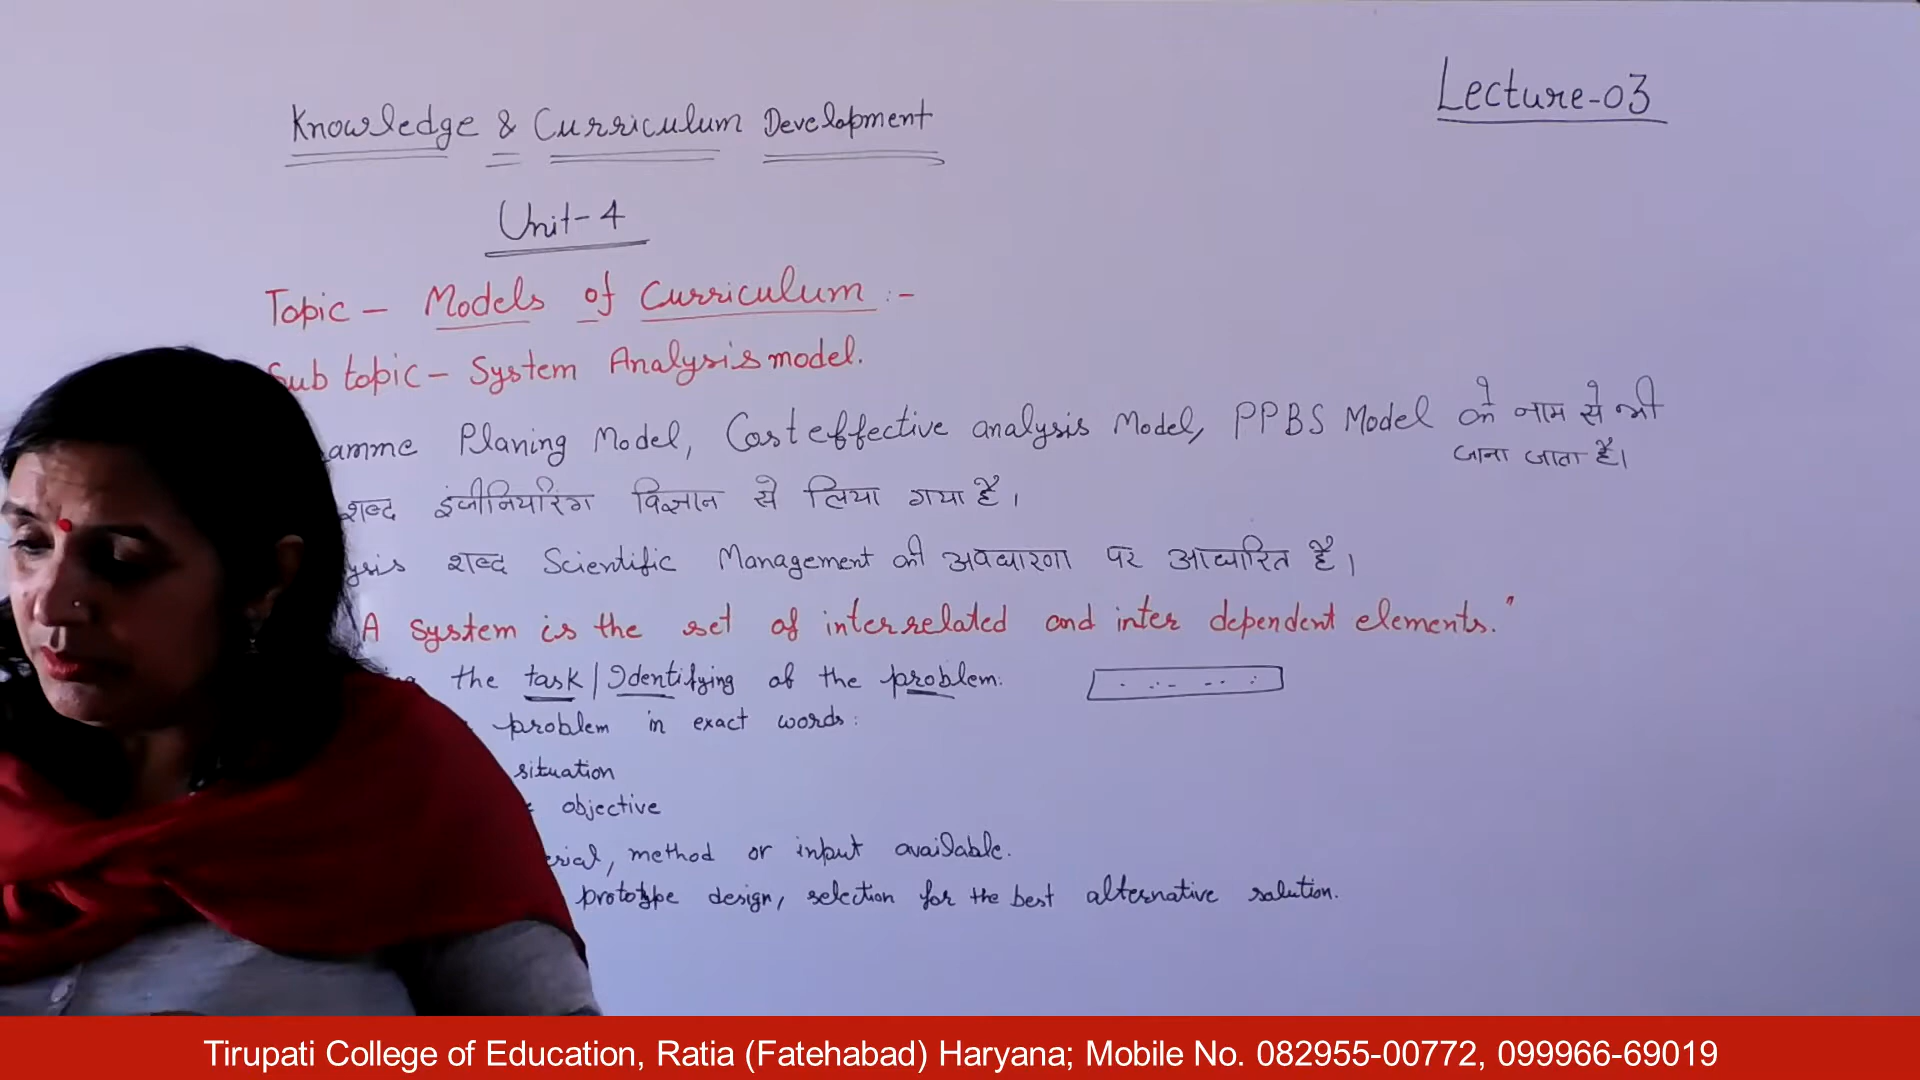 Lecture-03
Knowledge & Curriculum Development
Unit-4
Topic - Models of Curriculum :-
Sub topic - System Analysis model.
amme Planing Model, Cost effective analysis Model, PPBS Model के नाम से भी
जाना जाता है।
शब्द इंजीनियरिंग विज्ञान से लिया गया है।
ysis शब्द Scientific Management की अवधारणा पर आधारित है।
A system is the set of interrelated and inter dependent elements."
the task | Identifying of the problem.
problem in exact words:
situation
objective
erial, method or input available.
prototype design, selection for the best alternative solution.
Tirupati College of Education, Ratia (Fatehabad) Haryana; Mobile No. 082955-00772, 099966-69019